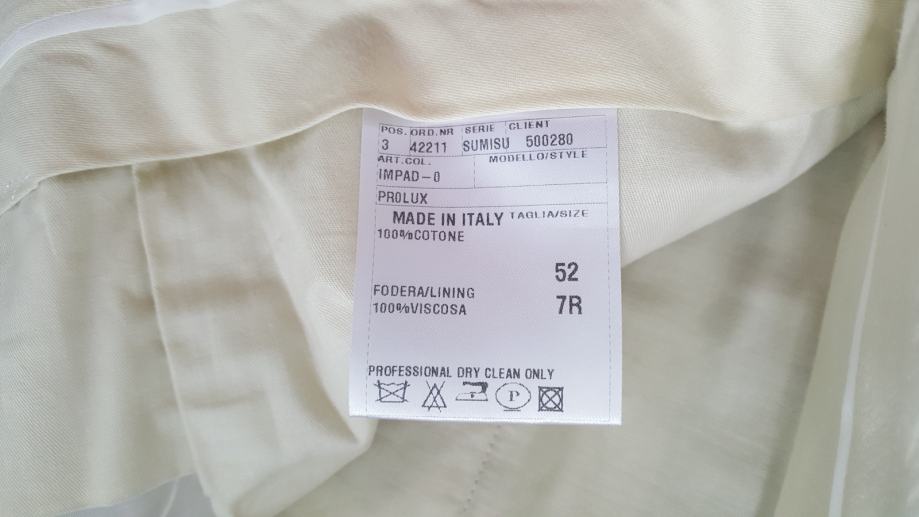 POS. ORD.NR SERIE CLIENT
3 42211 SUMISU 500280
ART.COL. MODELLO/STYLE
IMPAD-0
PROLUX
MADE IN ITALY TAGLIA/SIZE
100%COTONE
52
FODERA/LINING
100%VISCOSA 7R
PROFESSIONAL DRY CLEAN ONLY
P